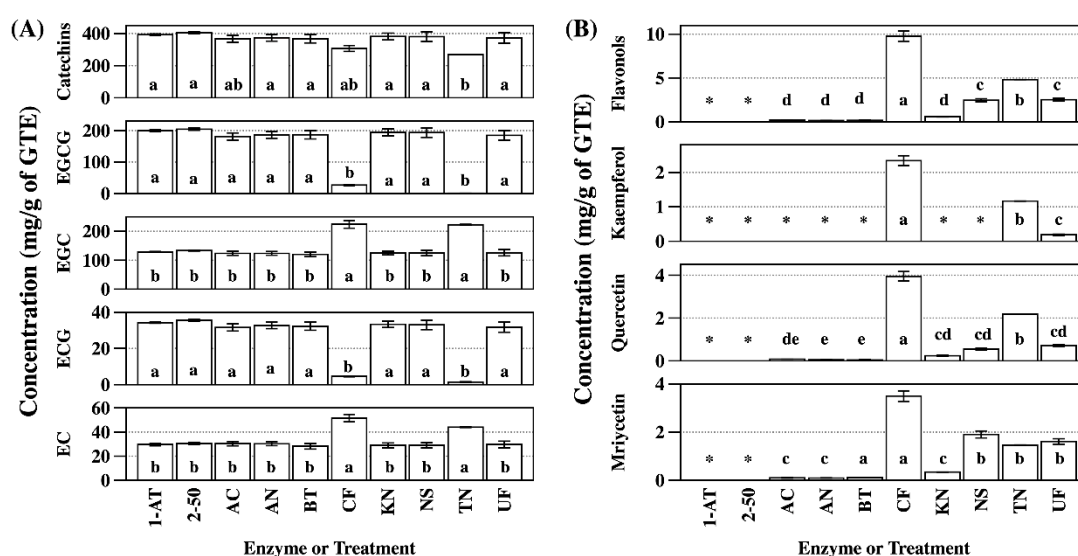 (A)
Concentration (mg/g of GTE)
Catechins
400
200
0
a a ab a a ab a a b a
EGCG
200
100
0
a a a a a b a a b a
EGC
200
100
0
b b b b b a b b a b
ECG
40
20
0
a a a a a b a a b a
EC
60
40
20
0
b b b b b a b b a b
1-AT 2-50 AC AN BT CF KN NS TN UF
Enzyme or Treatment
(B)
Concentration (mg/g of GTE)
Flavonols
10
5
0
* * d d d a d c b c
Kaempferol
2
1
0
* * * * * a * * b c
Quercetin
4
2
0
* * de e e a cd cd b cd
Mriycetin
4
2
0
* * c c a a c b b b
1-AT 2-50 AC AN BT CF KN NS TN UF
Enzyme or Treatment